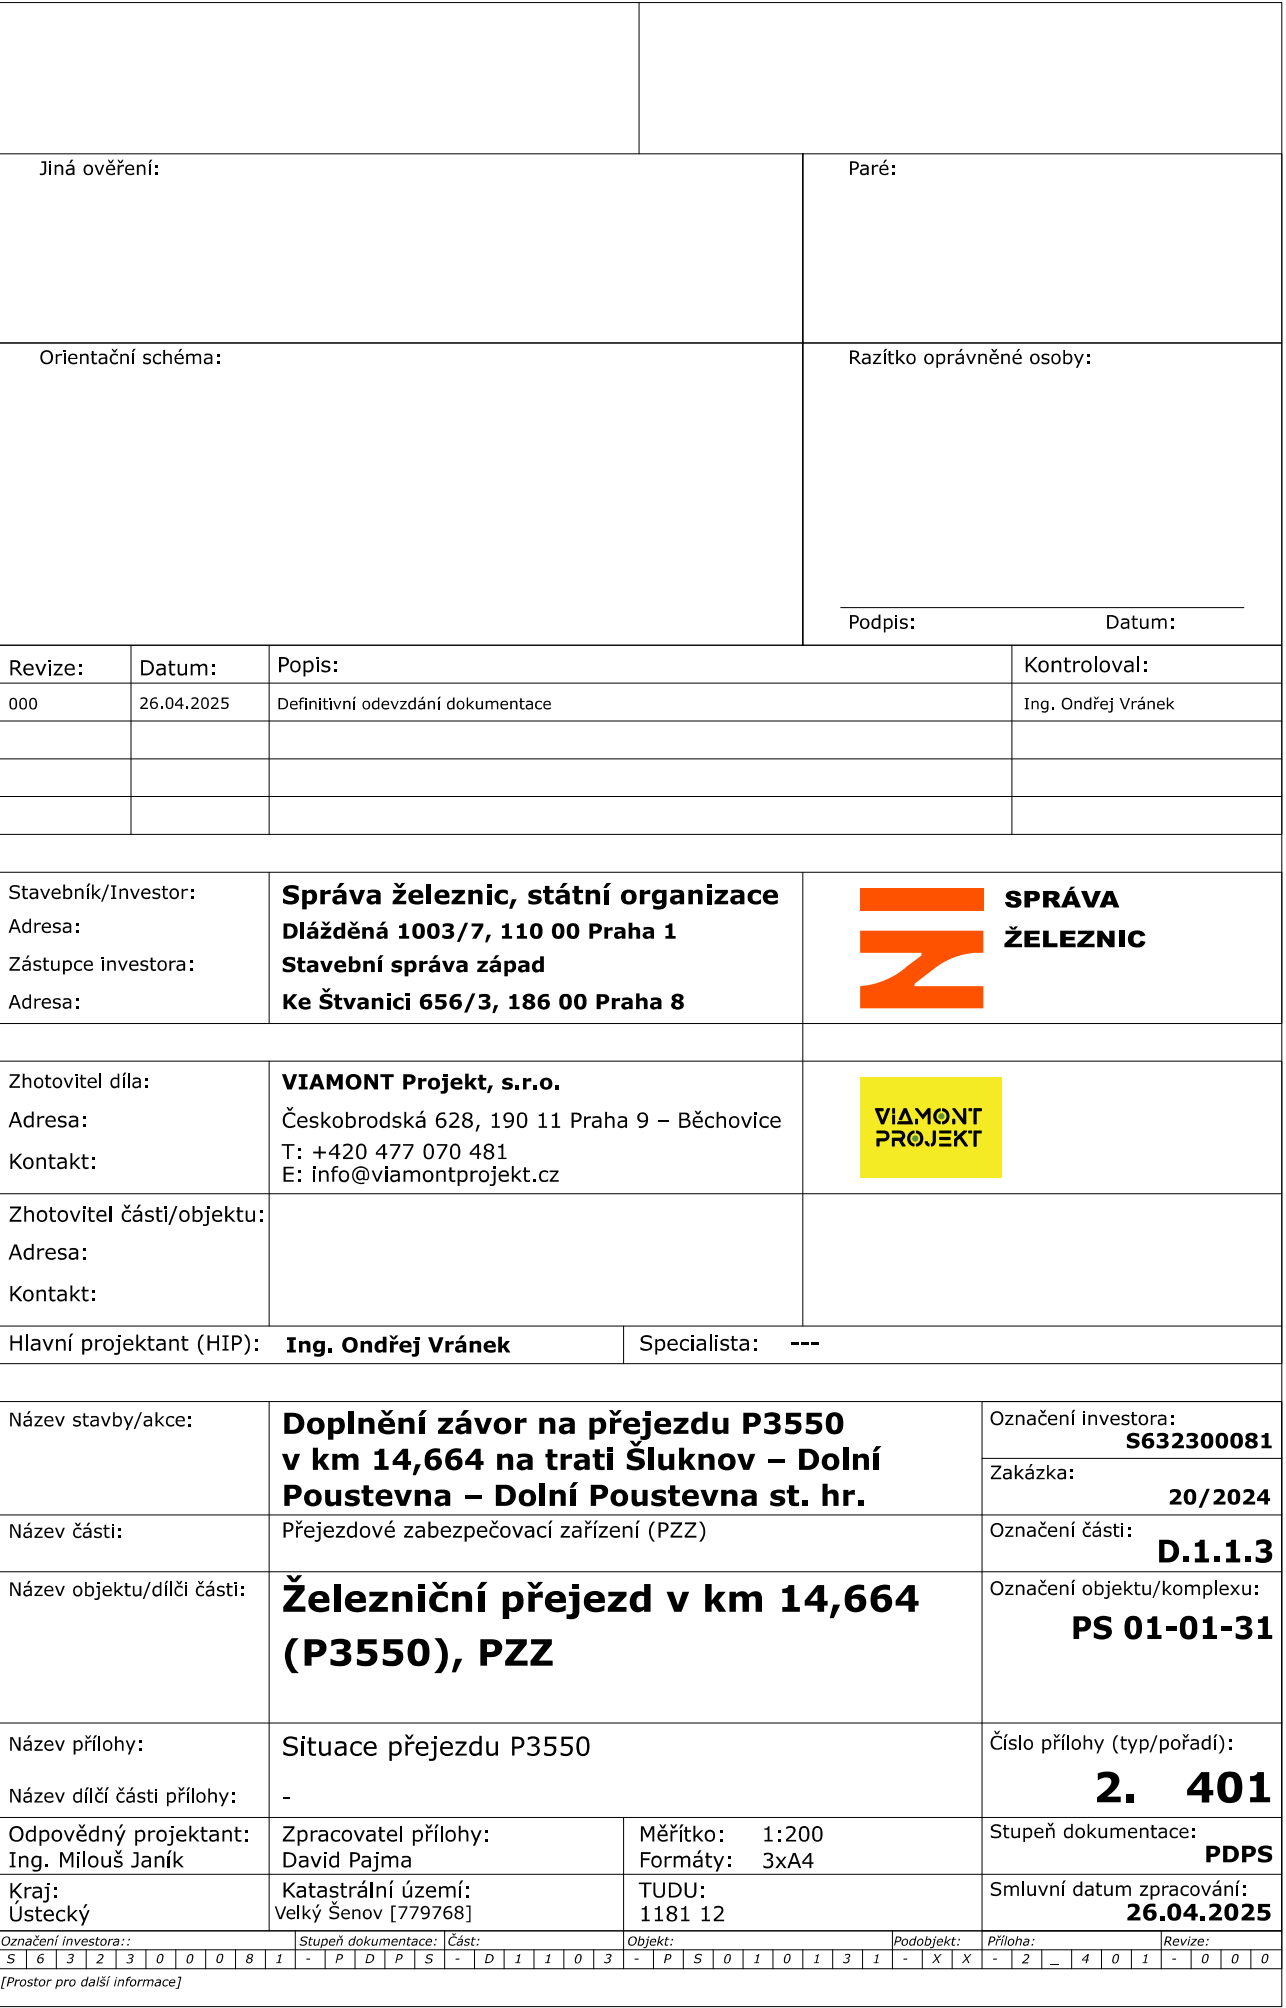 Jiná ověření:
Paré:
Orientační schéma:
Razítko oprávněné osoby:
Podpis: Datum:
Revize: Datum: Popis: Kontroloval:
000 26.04.2025 Definitivní odevzdání dokumentace Ing. Ondřej Vránek
Stavebník/Investor: Správa železnic, státní organizace
Adresa: Dlážděná 1003/7, 110 00 Praha 1
Zástupce investora: Stavební správa západ
Adresa: Ke Štvanici 656/3, 186 00 Praha 8
SPRÁVA
ŽELEZNIC
Zhotovitel díla: VIAMONT Projekt, s.r.o.
Adresa: Českobrodská 628, 190 11 Praha 9 – Běchovice
Kontakt: T: +420 477 070 481
E: info@viamontprojekt.cz
VIAMONT
PROJEKT
Zhotovitel části/objektu:
Adresa:
Kontakt:
Hlavní projektant (HIP): Ing. Ondřej Vránek Specialista: ---
Název stavby/akce: Doplnění závor na přejezdu P3550
v km 14,664 na trati Šluknov – Dolní
Poustevna – Dolní Poustevna st. hr.
Označení investora:
S632300081
Zakázka:
20/2024
Název části: Přejezdové zabezpečovací zařízení (PZZ)
Označení části:
D.1.1.3
Název objektu/dílči části: Železniční přejezd v km 14,664
(P3550), PZZ
Označení objektu/komplexu:
PS 01-01-31
Název přílohy: Situace přejezdu P3550
Název dílčí části přílohy: -
Číslo přílohy (typ/pořadí):
2. 401
Odpovědný projektant: Zpracovatel přílohy: Měřítko: 1:200 Stupeň dokumentace:
Ing. Milouš Janík David Pajma Formáty: 3xA4 PDPS
Kraj: Katastrální území: TUDU: Smluvní datum zpracování:
Ústecký Velký Šenov [779768] 1181 12 26.04.2025
Označení investora:: Stupeň dokumentace: Část: Objekt: Podobjekt: Příloha: Revize:
S 6 3 2 3 0 0 0 8 1 - P D P S - D 1 1 0 3 - P S 0 1 0 1 3 1 - X X - 2 _ 4 0 1 - 0 0 0
[Prostor pro další informace]